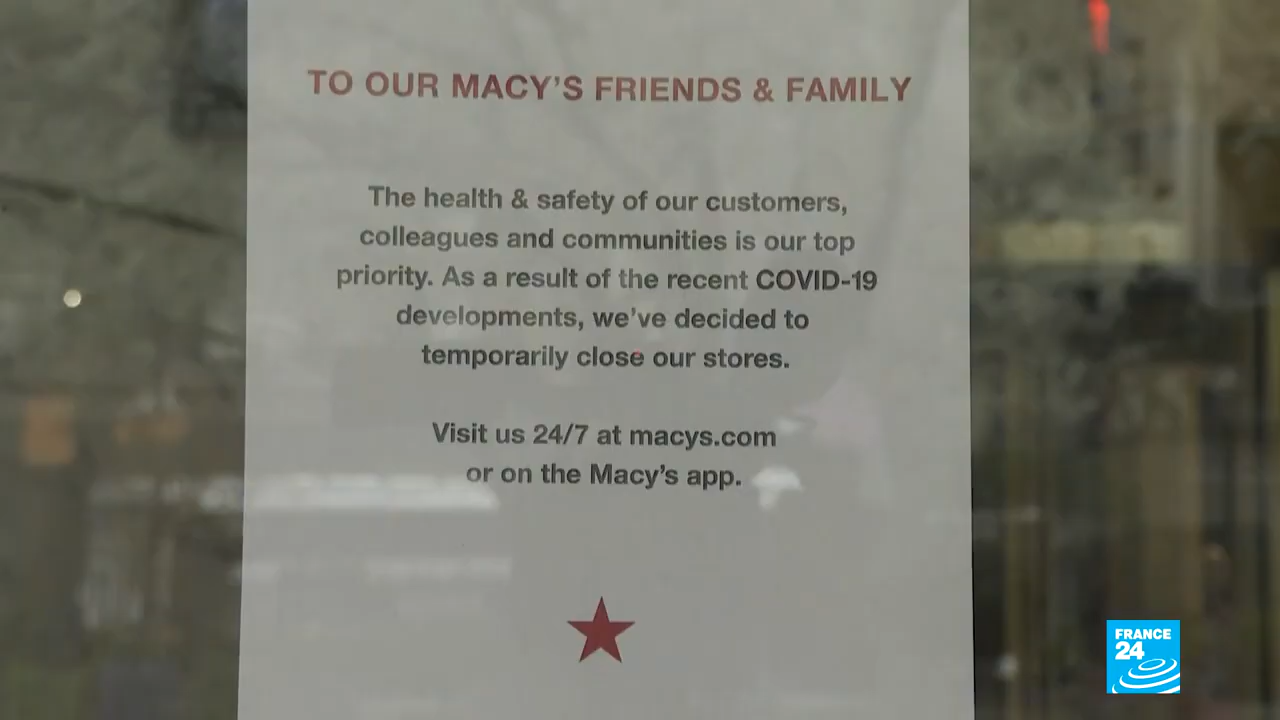 TO OUR MACY'S FRIENDS & FAMILY
The health & safety of our customers,
colleagues and communities is our top
priority. As a result of the recent COVID-19
developments, we've decided to
temporarily close our stores.
Visit us 24/7 at macys.com
or on the Macy's app.
FRANCE
24